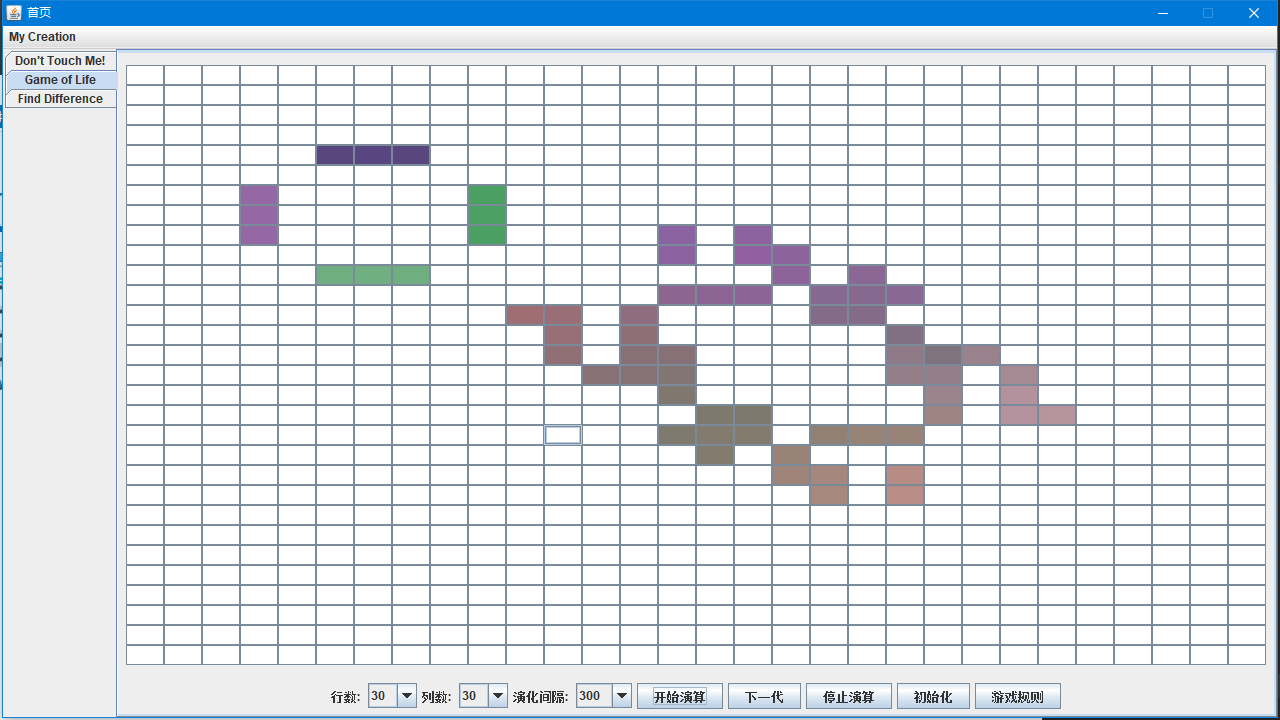 首页
My Creation
Don't Touch Me!
Game of Life
Find Difference
行数: 30 列数: 30 演化间隔: 300 开始演算 下一代 停止演算 初始化 游戏规则